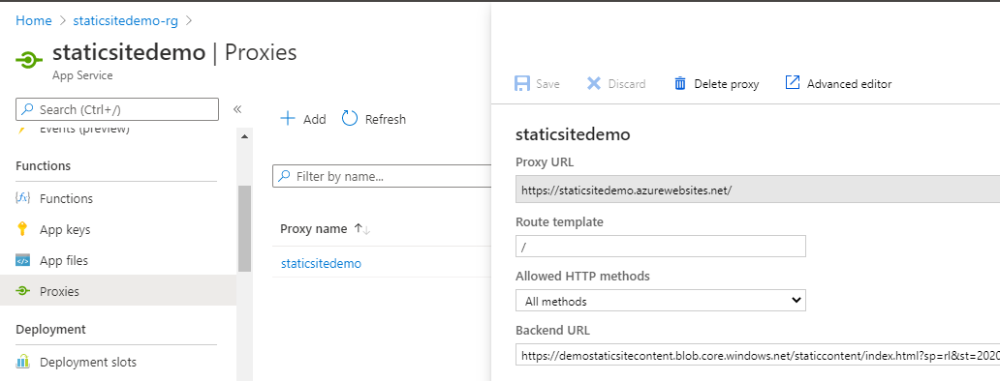 Home > staticsitedemo-rg >
staticsitedemo | Proxies
App Service
Search (Ctrl+/)
«
Events (preview)
Functions
Functions
App keys
App files
Proxies
Deployment
Deployment slots
Add
Refresh
Filter by name...
Proxy name ↑↓
staticsitedemo
Save
Discard
Delete proxy
Advanced editor
staticsitedemo
Proxy URL
https://staticsitedemo.azurewebsites.net/
Route template
/
Allowed HTTP methods
All methods
Backend URL
https://demostaticsitecontent.blob.core.windows.net/staticcontent/index.html?sp=rl&st=2020